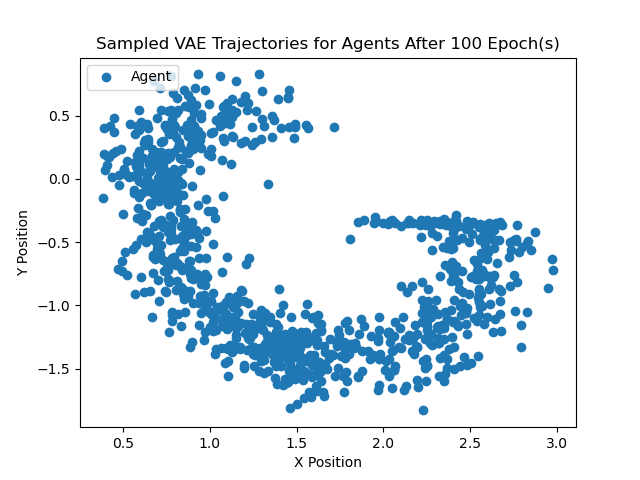 Sampled VAE Trajectories for Agents After 100 Epoch(s)
Agent
Y Position
0.5
0.0
−0.5
−1.0
−1.5
0.5 1.0 1.5 2.0 2.5 3.0
X Position